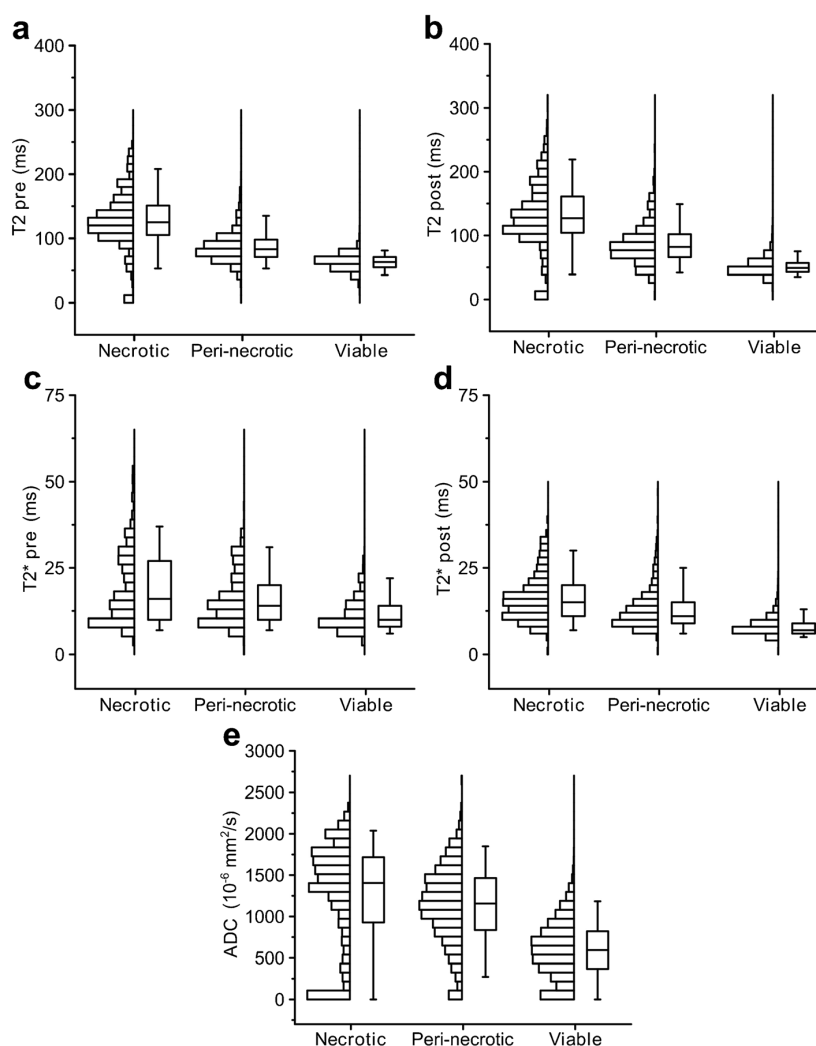 a
400
300
200
100
0
T2 pre (ms)
Necrotic Peri-necrotic Viable
b
400
300
200
100
0
T2 post (ms)
Necrotic Peri-necrotic Viable
c
75
50
25
0
T2* pre (ms)
Necrotic Peri-necrotic Viable
d
75
50
25
0
T2* post (ms)
Necrotic Peri-necrotic Viable
e
3000
2500
2000
1500
1000
500
0
ADC (10⁻⁶ mm²/s)
Necrotic Peri-necrotic Viable